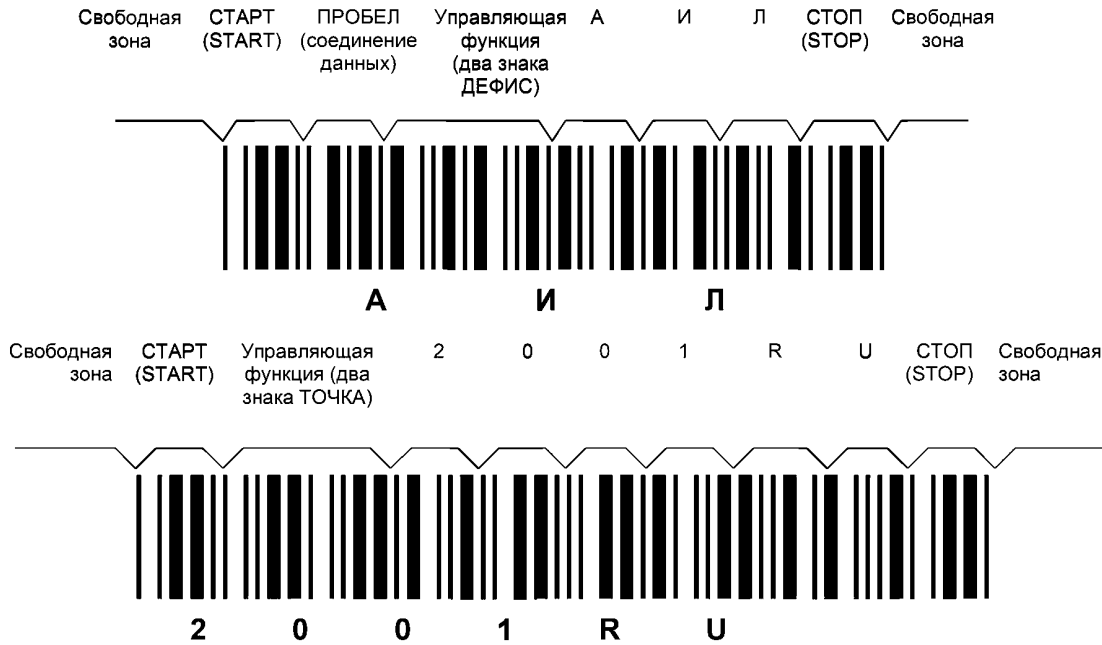 Свободная зона СТАРТ (START) ПРОБЕЛ (соединение данных) Управляющая функция (два знака ДЕФИС) А И Л СТОП (STOP) Свободная зона
А И Л
Свободная зона СТАРТ (START) Управляющая функция (два знака ТОЧКА) 2 0 0 1 R U СТОП (STOP) Свободная зона
2 0 0 1 R U